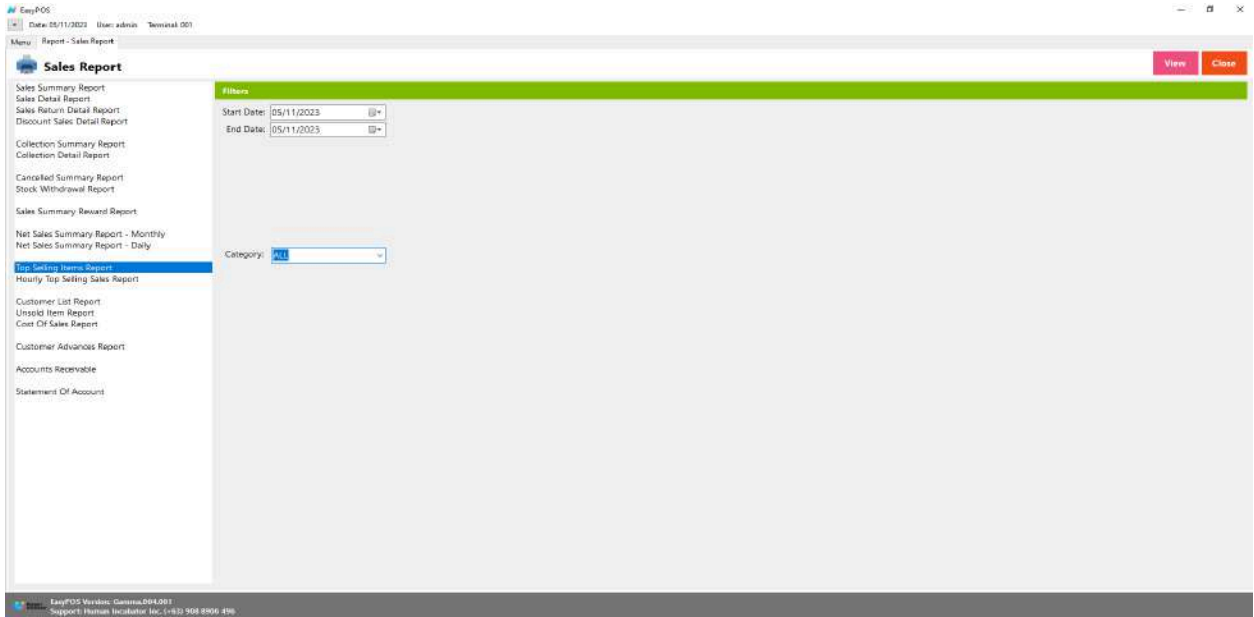 EasyPOS
Date: 05/11/2023 User: admin Terminal: 001
Menu Report - Sales Report
Sales Report
View Close
Sales Summary Report
Sales Detail Report
Sales Return Detail Report
Discount Sales Detail Report
Collection Summary Report
Collection Detail Report
Cancelled Summary Report
Stock Withdrawal Report
Sales Summary Reward Report
Net Sales Summary Report - Monthly
Net Sales Summary Report - Daily
Top Selling Items Report
Hourly Top Selling Sales Report
Customer List Report
Unsold Item Report
Cost Of Sales Report
Customer Advances Report
Accounts Receivable
Statement Of Account
Filters
Start Date: 05/11/2023
End Date: 05/11/2023
Category: ALL
EasyPOS Version: Gamma.004.001
Support: Human Incubator Inc. (+63) 908 8906 496